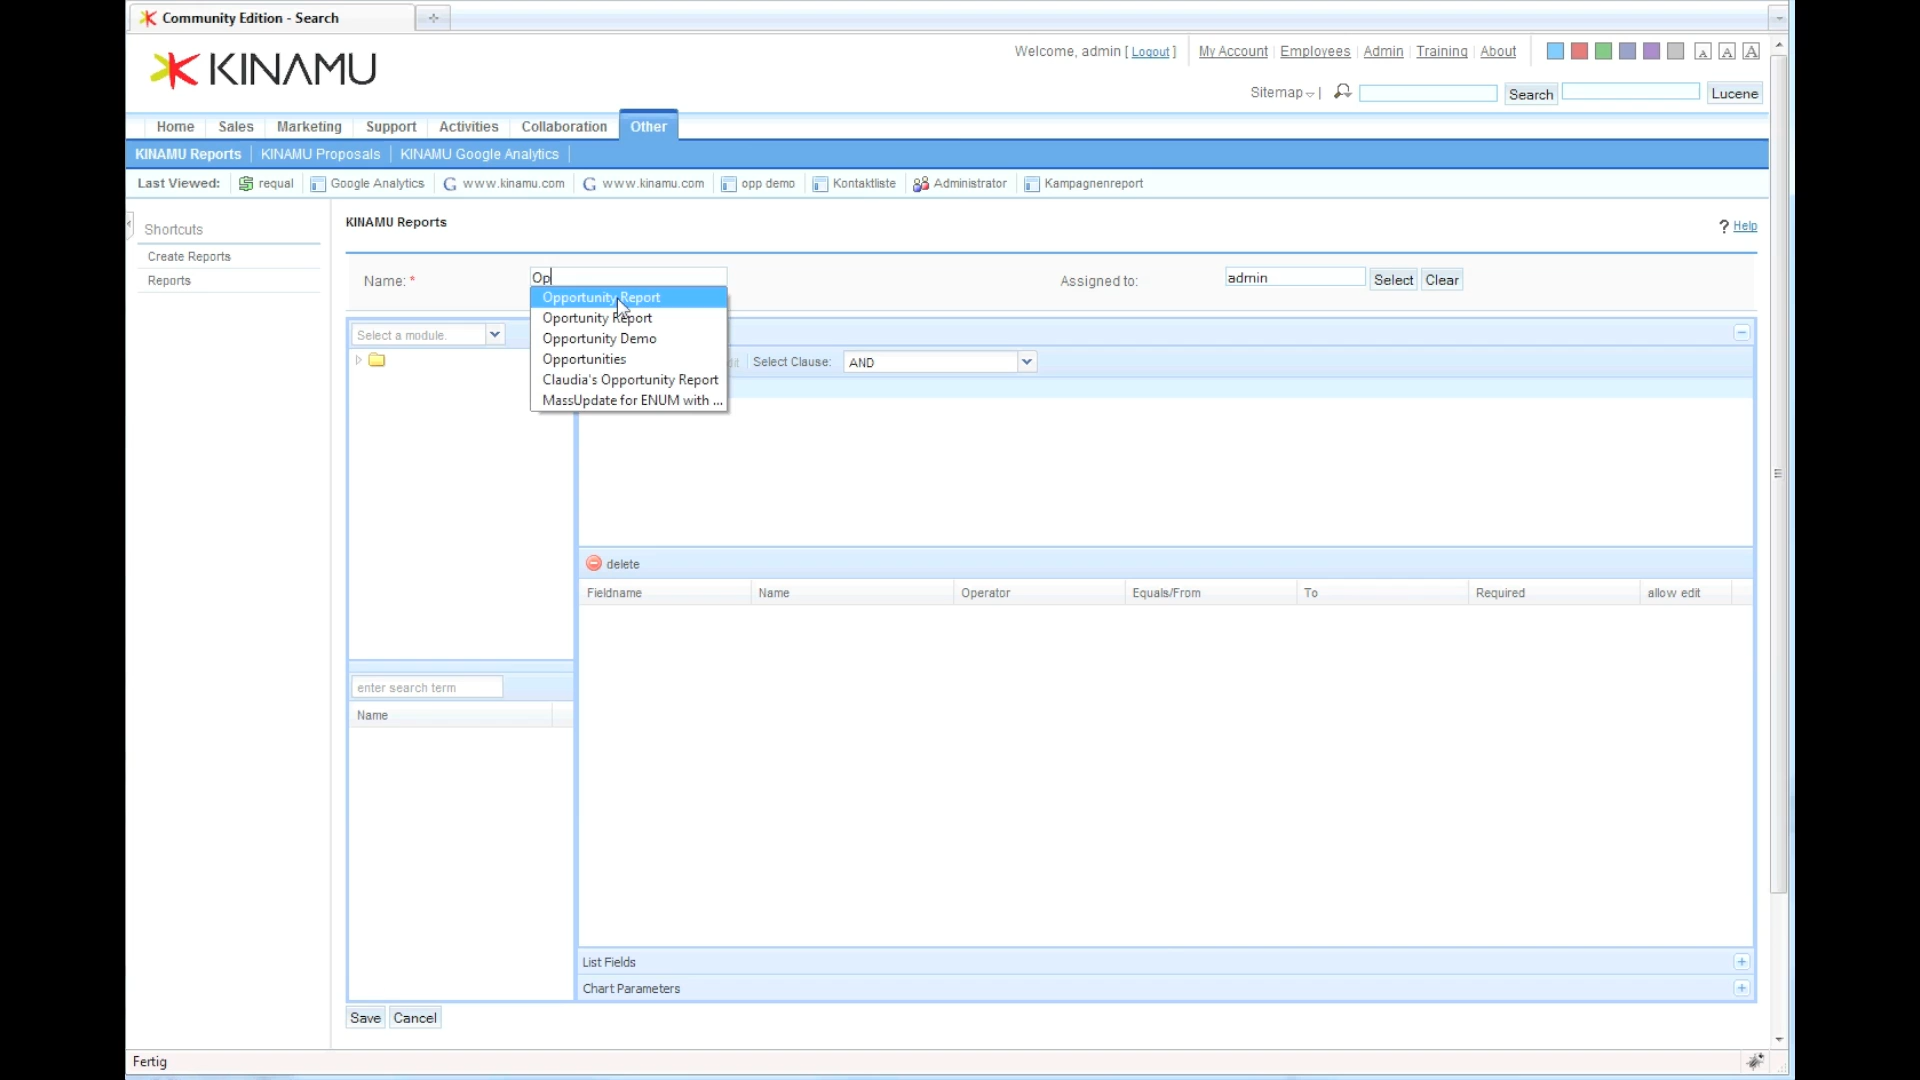 Community Edition - Search
KINAMU
Welcome, admin [ Logout ] My Account Employees Admin Training About A A A
Sitemap Search Lucene
Home Sales Marketing Support Activities Collaboration Other
KINAMU Reports KINAMU Proposals KINAMU Google Analytics
Last Viewed: requal Google Analytics www.kinamu.com www.kinamu.com opp demo Kontaktliste Administrator Kampagnenreport
Shortcuts
Create Reports
Reports
KINAMU Reports
? Help
Name: * Op Assigned to: admin Select Clear
Opportunity Report
Oportunity Report
Opportunity Demo
Opportunities
Claudia's Opportunity Report
MassUpdate for ENUM with ...
Select a module.
Select Clause: AND
delete
Fieldname Name Operator Equals/From To Required allow edit
enter search term
Name
List Fields
Chart Parameters
Save Cancel
Fertig